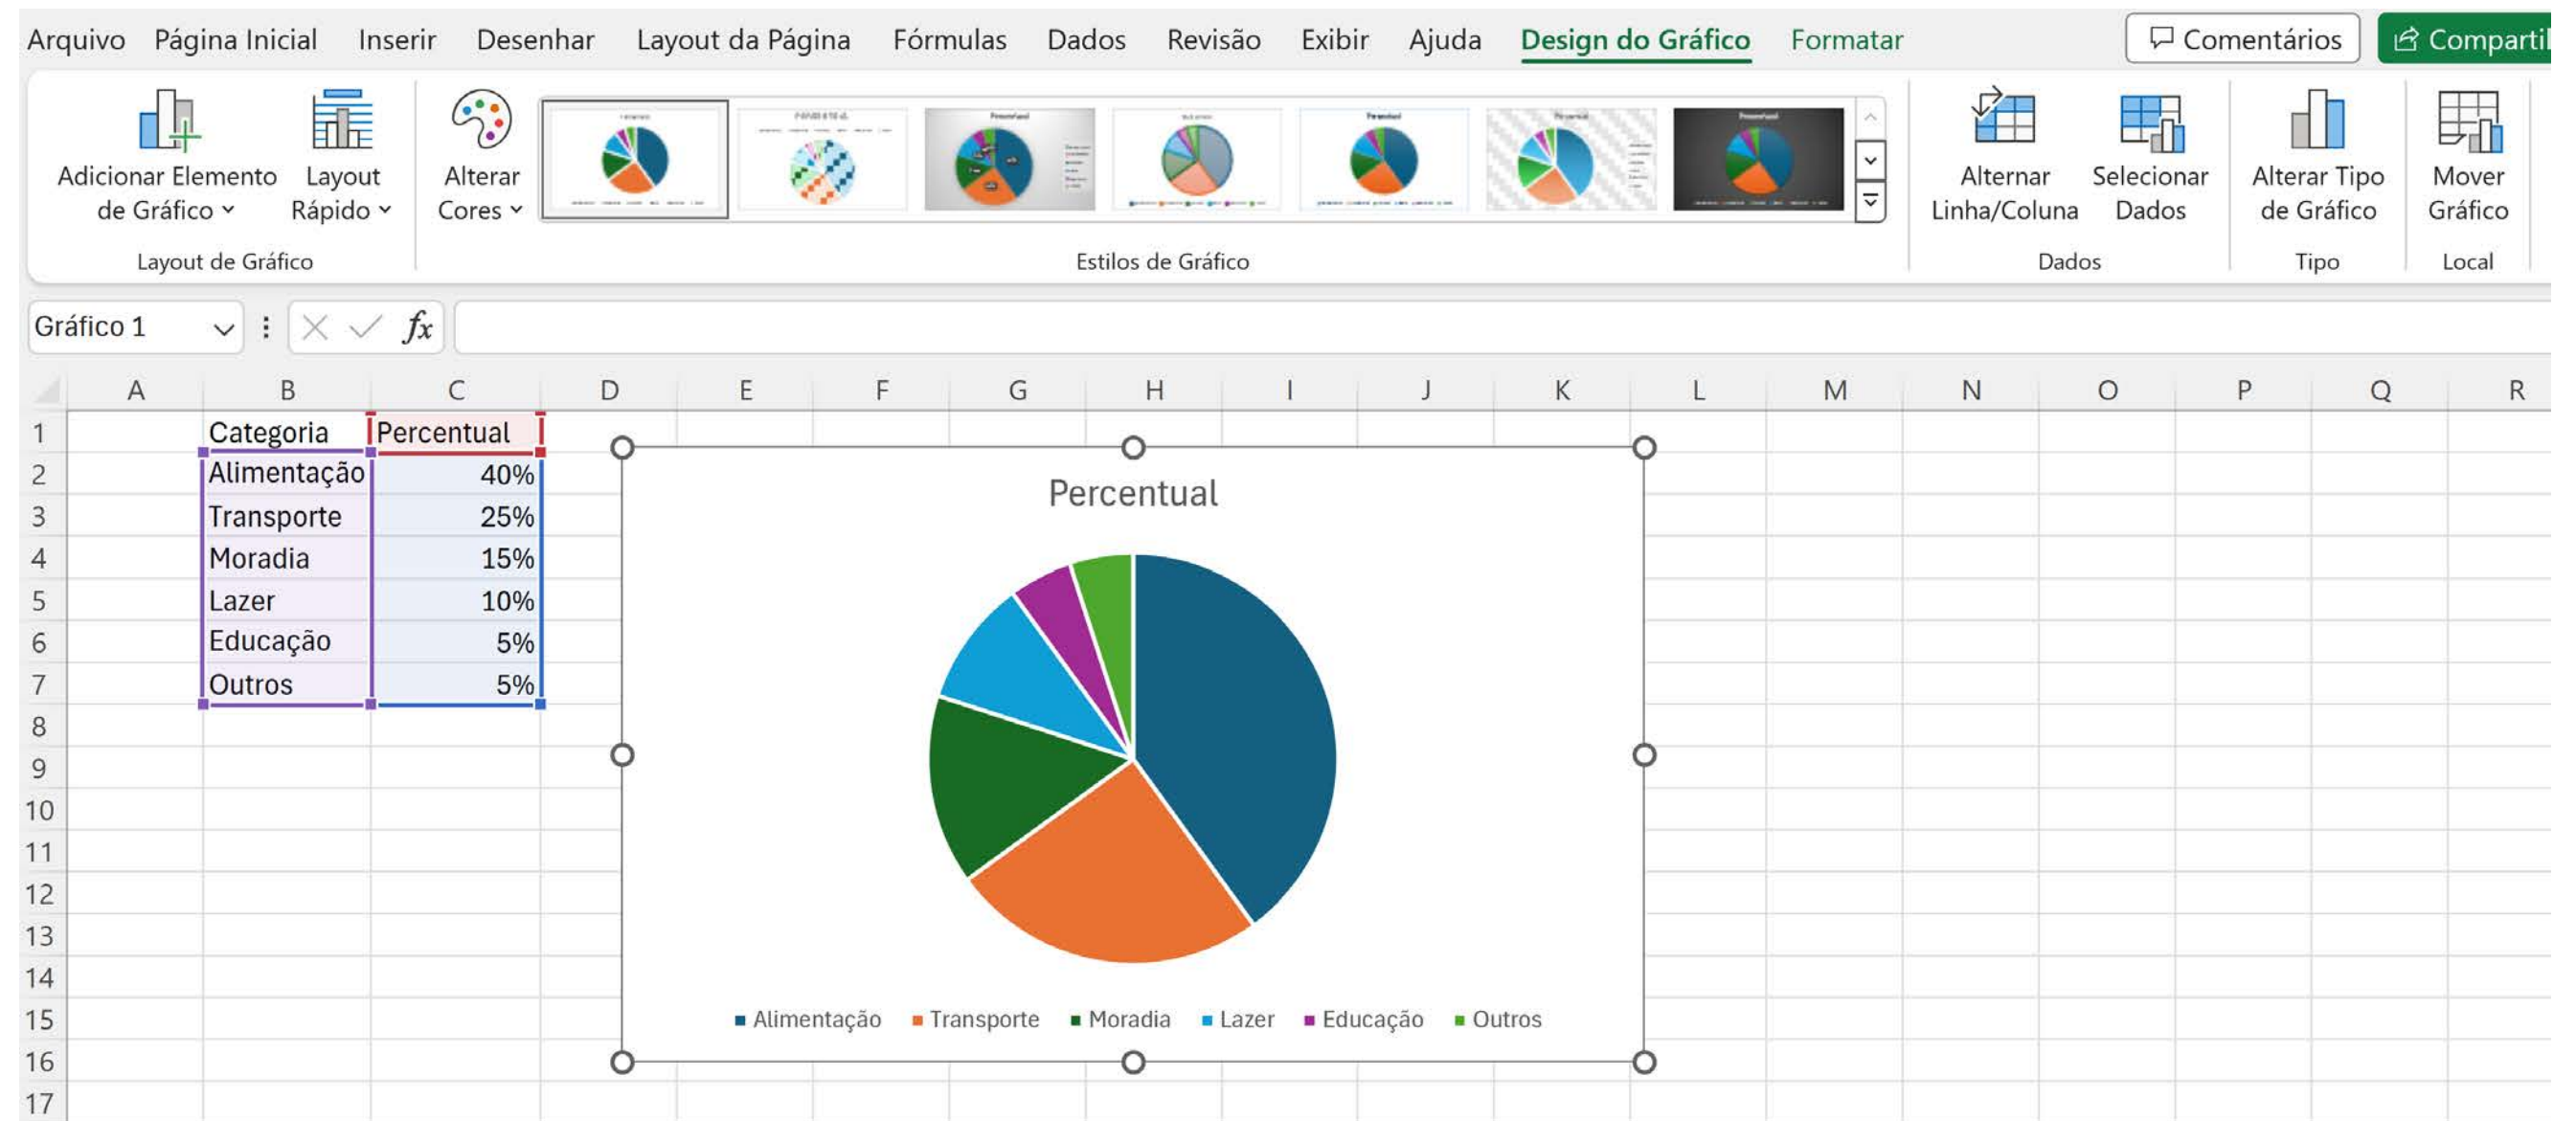 Arquivo Página Inicial Inserir Desenhar Layout da Página Fórmulas Dados Revisão Exibir Ajuda Design do Gráfico Formatar Comentários Compartil
Adicionar Elemento de Gráfico
Layout Rápido
Alterar Cores
Alternar Linha/Coluna
Selecionar Dados
Alterar Tipo de Gráfico
Mover Gráfico
Layout de Gráfico Estilos de Gráfico Dados Tipo Local
Gráfico 1 fx
A B C D E F G H I J K L M N O P Q R
1 Categoria Percentual
2 Alimentação 40%
3 Transporte 25%
4 Moradia 15%
5 Lazer 10%
6 Educação 5%
7 Outros 5%
8
9
10
11
12
13
14
15
16
17
Percentual
Alimentação Transporte Moradia Lazer Educação Outros